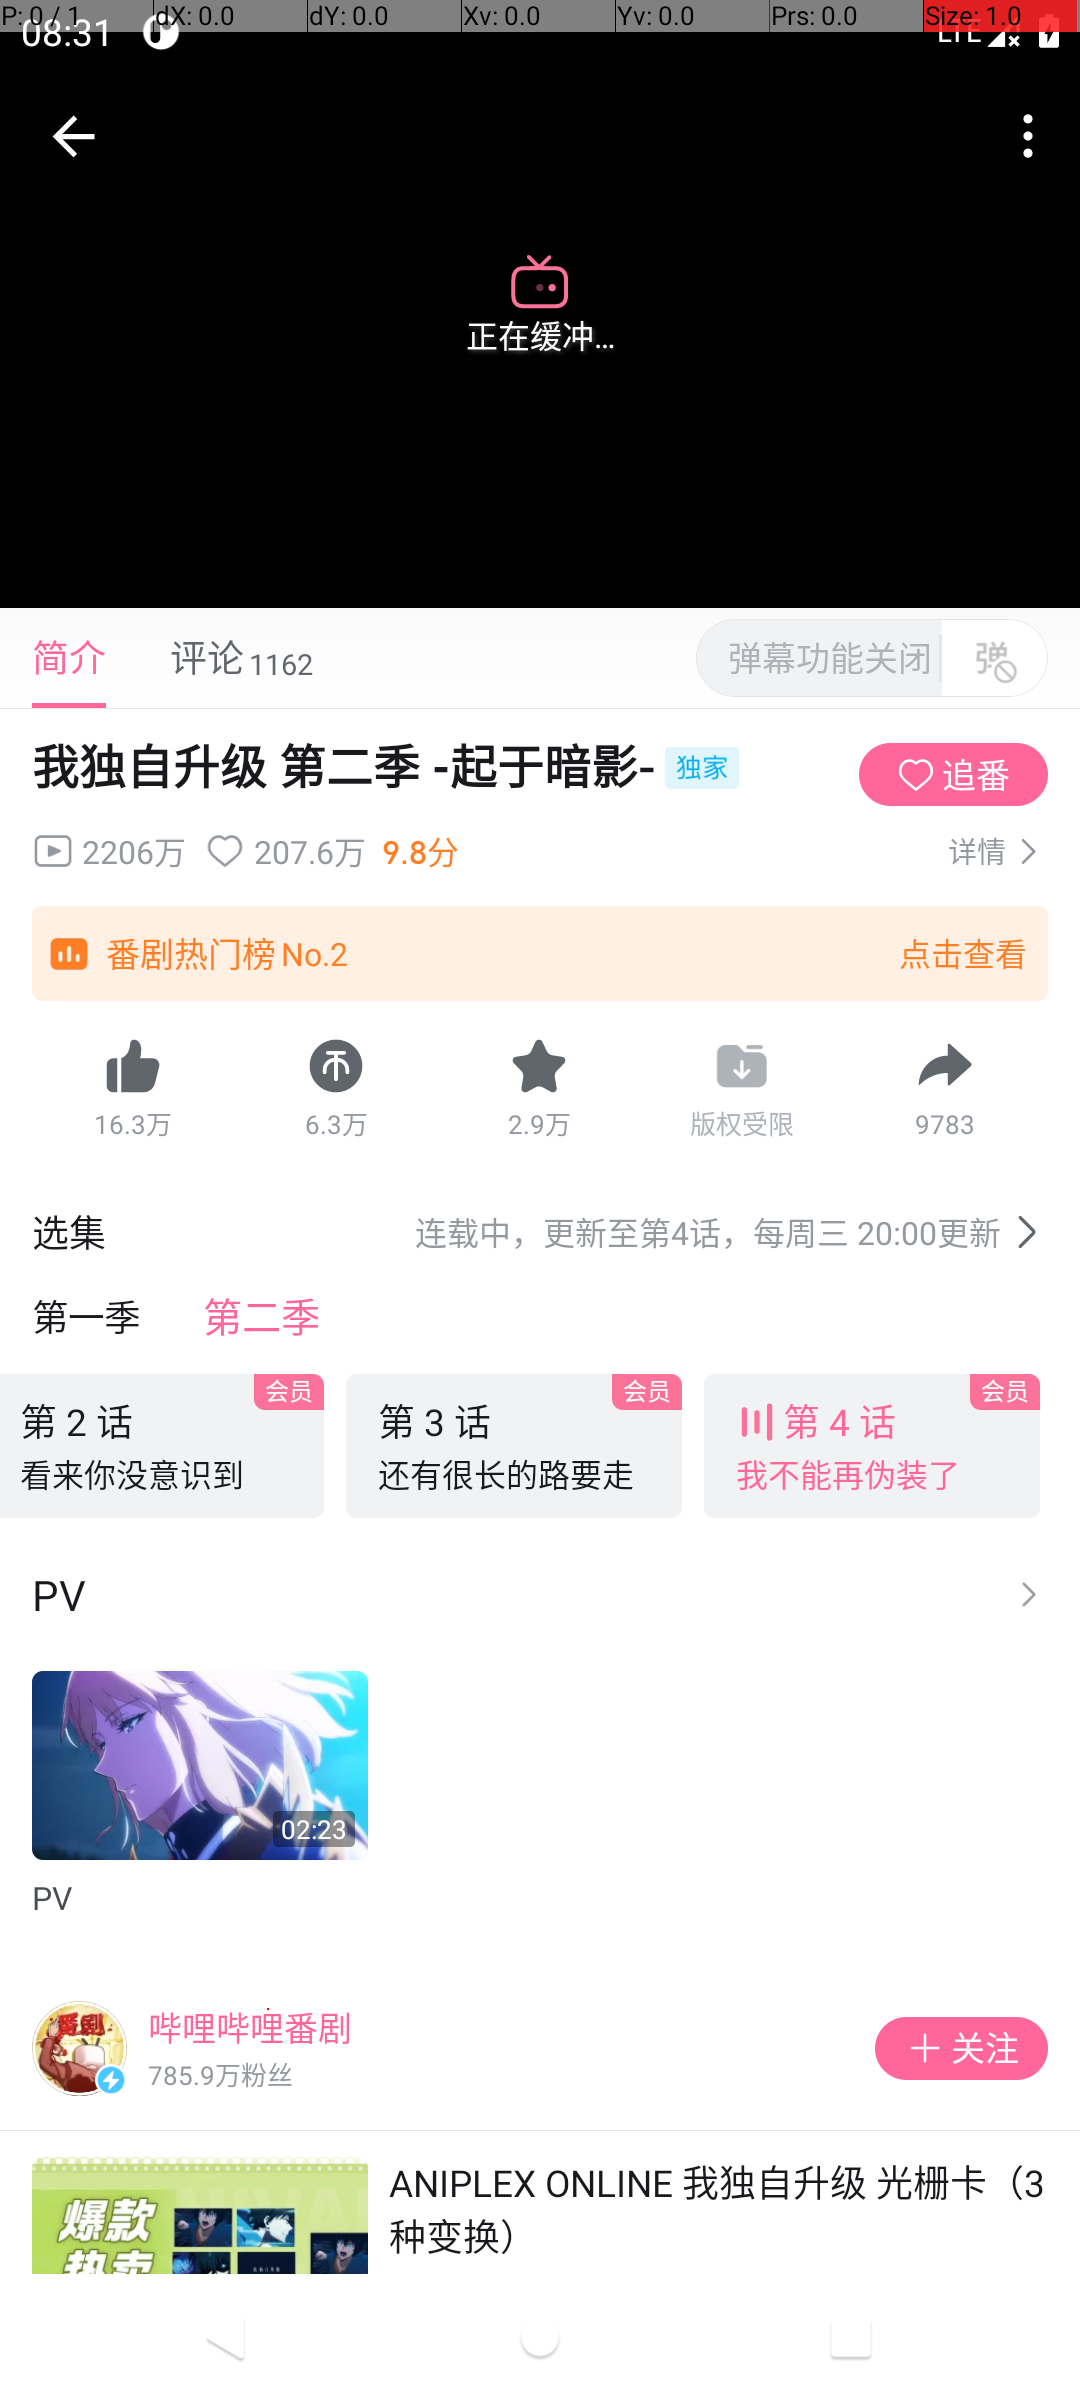 P: 0 / 1 dX: 0.0 dY: 0.0 Xv: 0.0 Yv: 0.0 Prs: 0.0 Size: 1.0
08:31 LTE
正在缓冲...
简介 评论 1162 弹幕功能关闭 弹
我独自升级 第二季 -起于暗影- 独家 追番
2206万 207.6万 9.8分 详情
番剧热门榜 No.2 点击查看
16.3万 6.3万 2.9万 版权受限 9783
选集 连载中，更新至第4话，每周三 20:00更新
第一季 第二季
会员 会员 会员
第 2 话 第 3 话 第 4 话
看来你没意识到 还有很长的路要走 我不能再伪装了
PV
02:23
PV
番剧
哔哩哔哩番剧
785.9万粉丝
关注
ANIPLEX ONLINE 我独自升级 光栅卡（3
种变换）
爆款
热卖